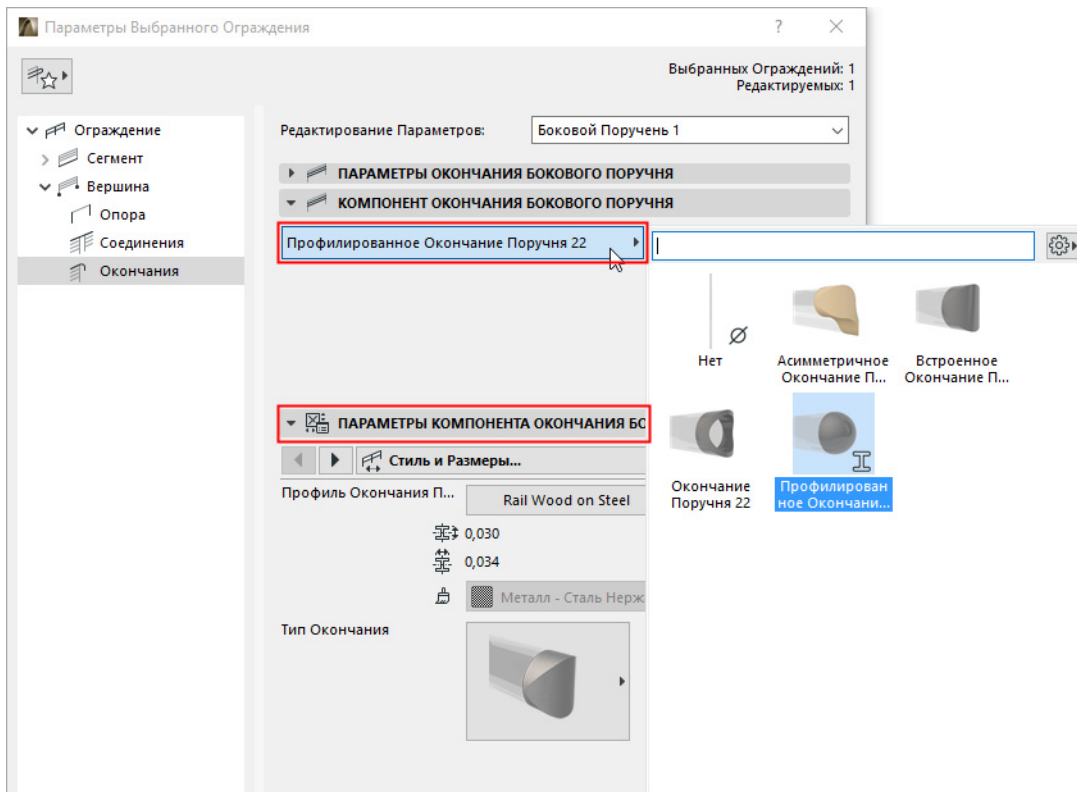 Параметры Выбранного Ограждения
?
Выбранных Ограждений: 1
Редактируемых: 1
Ограждение
Сегмент
Вершина
Опора
Соединения
Окончания
Редактирование Параметров:
Боковой Поручень 1
ПАРАМЕТРЫ ОКОНЧАНИЯ БОКОВОГО ПОРУЧНЯ
КОМПОНЕНТ ОКОНЧАНИЯ БОКОВОГО ПОРУЧНЯ
Профилированное Окончание Поручня 22
Нет
Асимметричное
Окончание П...
Встроенное
Окончание П...
Окончание
Поручня 22
Профилирован
ное Окончани...
ПАРАМЕТРЫ КОМПОНЕНТА ОКОНЧАНИЯ БО
Стиль и Размеры...
Профиль Окончания П...
Rail Wood on Steel
0,030
0,034
Металл - Сталь Нерж
Тип Окончания